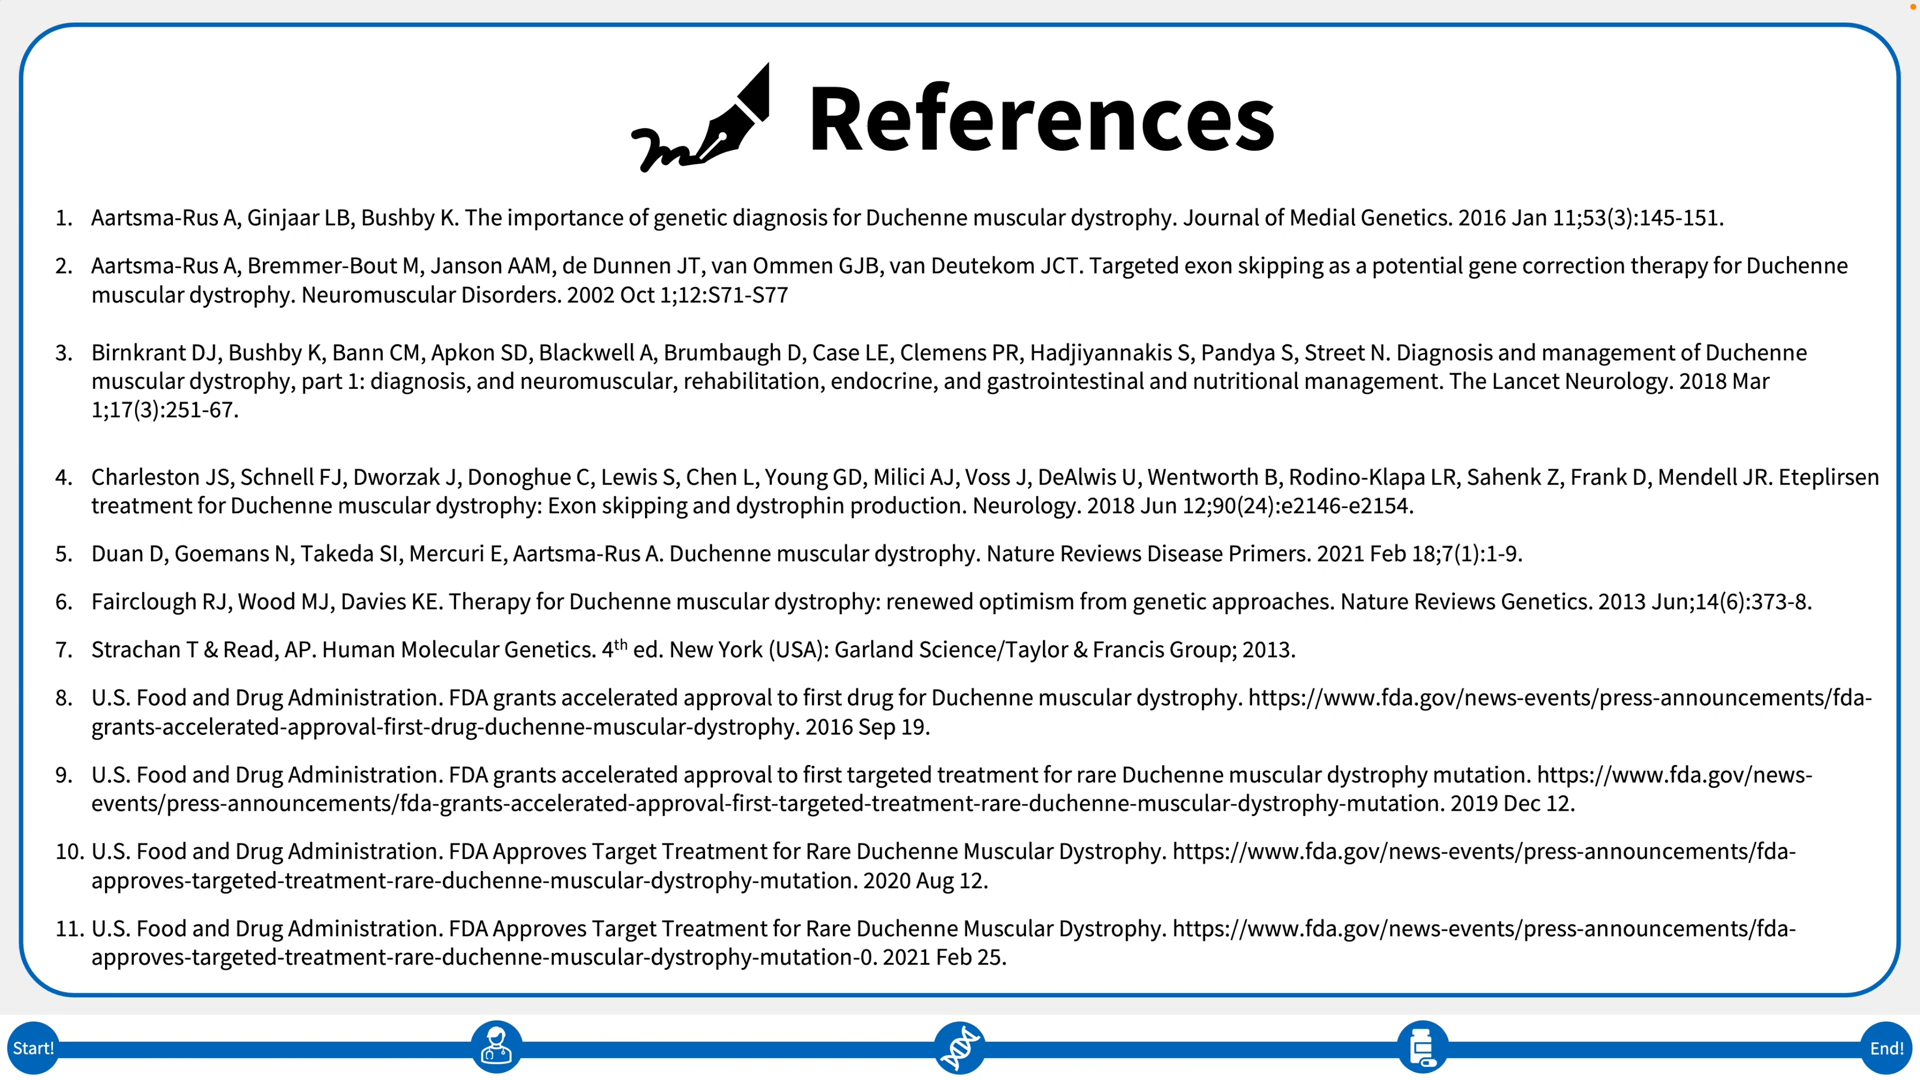 References
1. Aartsma-Rus A, Ginjaar LB, Bushby K. The importance of genetic diagnosis for Duchenne muscular dystrophy. Journal of Medial Genetics. 2016 Jan 11;53(3):145-151.
2. Aartsma-Rus A, Bremmer-Bout M, Janson AAM, de Dunnen JT, van Ommen GJB, van Deutekom JCT. Targeted exon skipping as a potential gene correction therapy for Duchenne
muscular dystrophy. Neuromuscular Disorders. 2002 Oct 1;12:S71-S77
3. Birnkrant DJ, Bushby K, Bann CM, Apkon SD, Blackwell A, Brumbaugh D, Case LE, Clemens PR, Hadjiyannakis S, Pandya S, Street N. Diagnosis and management of Duchenne
muscular dystrophy, part 1: diagnosis, and neuromuscular, rehabilitation, endocrine, and gastrointestinal and nutritional management. The Lancet Neurology. 2018 Mar
1;17(3):251-67.
4. Charleston JS, Schnell FJ, Dworzak J, Donoghue C, Lewis S, Chen L, Young GD, Milici AJ, Voss J, DeAlwis U, Wentworth B, Rodino-Klapa LR, Sahenk Z, Frank D, Mendell JR. Eteplirsen
treatment for Duchenne muscular dystrophy: Exon skipping and dystrophin production. Neurology. 2018 Jun 12;90(24):e2146-e2154.
5. Duan D, Goemans N, Takeda SI, Mercuri E, Aartsma-Rus A. Duchenne muscular dystrophy. Nature Reviews Disease Primers. 2021 Feb 18;7(1):1-9.
6. Fairclough RJ, Wood MJ, Davies KE. Therapy for Duchenne muscular dystrophy: renewed optimism from genetic approaches. Nature Reviews Genetics. 2013 Jun;14(6):373-8.
7. Strachan T & Read, AP. Human Molecular Genetics. 4th ed. New York (USA): Garland Science/Taylor & Francis Group; 2013.
8. U.S. Food and Drug Administration. FDA grants accelerated approval to first drug for Duchenne muscular dystrophy. https://www.fda.gov/news-events/press-announcements/fda-
grants-accelerated-approval-first-drug-duchenne-muscular-dystrophy. 2016 Sep 19.
9. U.S. Food and Drug Administration. FDA grants accelerated approval to first targeted treatment for rare Duchenne muscular dystrophy mutation. https://www.fda.gov/news-
events/press-announcements/fda-grants-accelerated-approval-first-targeted-treatment-rare-duchenne-muscular-dystrophy-mutation. 2019 Dec 12.
10. U.S. Food and Drug Administration. FDA Approves Target Treatment for Rare Duchenne Muscular Dystrophy. https://www.fda.gov/news-events/press-announcements/fda-
approves-targeted-treatment-rare-duchenne-muscular-dystrophy-mutation. 2020 Aug 12.
11. U.S. Food and Drug Administration. FDA Approves Target Treatment for Rare Duchenne Muscular Dystrophy. https://www.fda.gov/news-events/press-announcements/fda-
approves-targeted-treatment-rare-duchenne-muscular-dystrophy-mutation-0. 2021 Feb 25.
Start!
End!